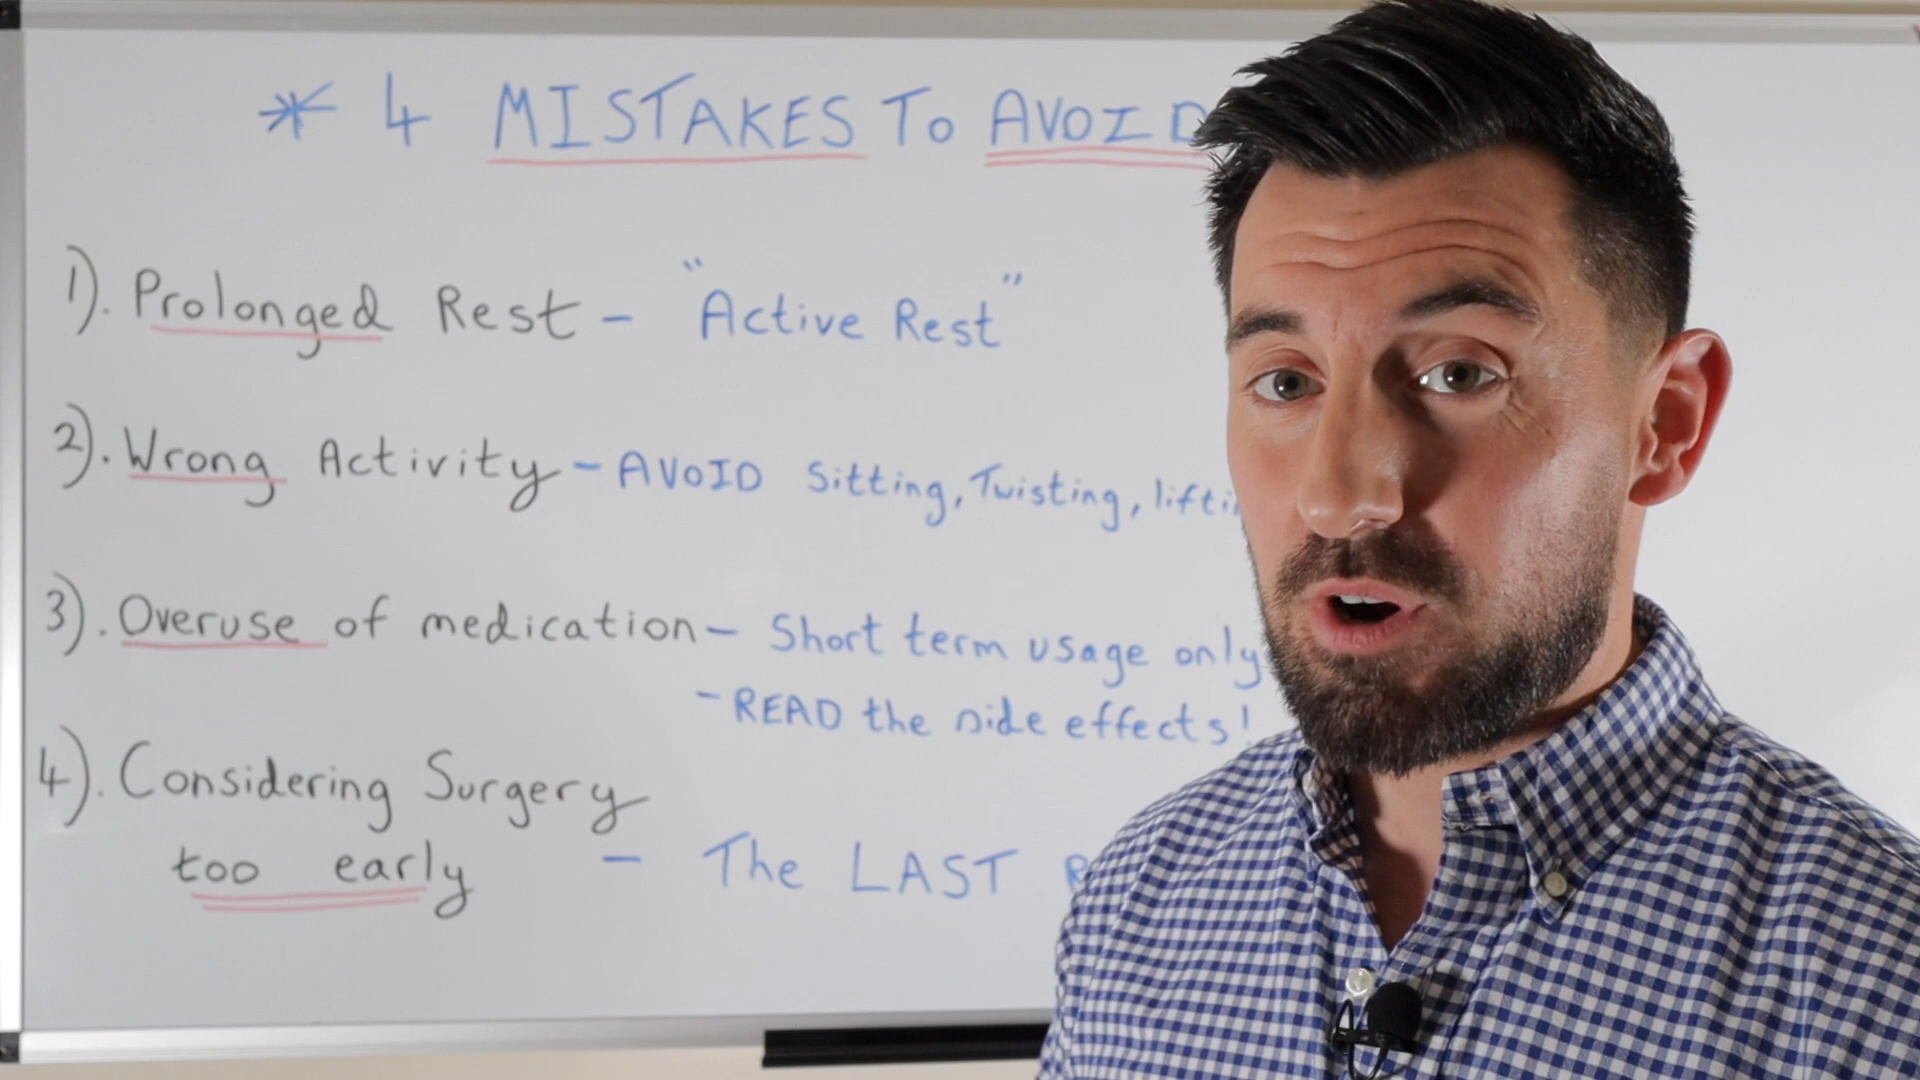 * 4 MISTAKES To AVOID
1). Prolonged Rest - "Active Rest"
2). Wrong Activity - AVOID Sitting, Twisting,
3). Overuse of medication - Short term usage only
- READ the side effects!
4). Considering Surgery
too early - The LAST